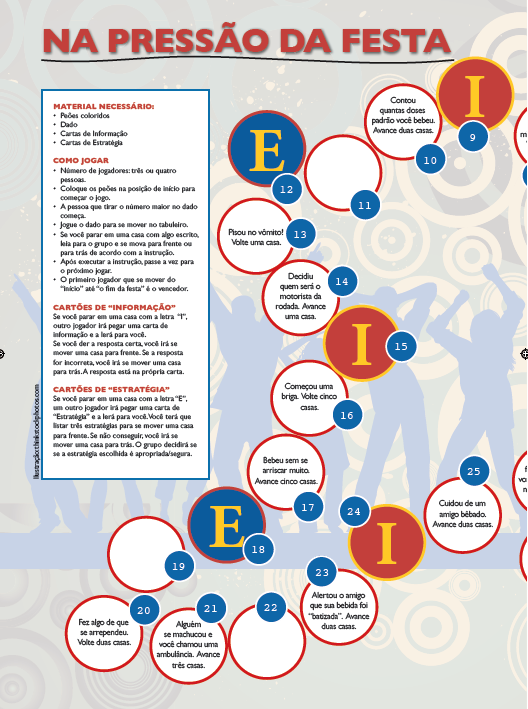 NA PRESSÃO DA FESTA
MATERIAL NECESSÁRIO:
• Peões coloridos
• Dado
• Cartas de Informação
• Cartas de Estratégia
COMO JOGAR
• Número de jogadores: três ou quatro
pessoas.
• Coloque os peões na posição de início para
começar o jogo.
• A pessoa que tirar o número maior no dado
começa.
• Jogue o dado para se mover no tabuleiro.
• Se você parar em uma casa com algo escrito,
leia para o grupo e se mova para frente ou
para trás de acordo com a instrução.
• Após executar a instrução, passe a vez para
o próximo jogar.
• O primeiro jogador que se mover do
"início" até "o fim da festa" é o vencedor.
CARTÕES DE "INFORMAÇÃO"
Se você parar em uma casa com a letra "I",
outro jogador irá pegar uma carta de
informação e a lerá para você.
Se você der a resposta certa, você irá se
mover uma casa para frente. Se a resposta
for incorreta, você irá se mover uma casa
para trás. A resposta está na própria carta.
CARTÕES DE "ESTRATÉGIA"
Se você parar em uma casa com a letra "E",
um outro jogador irá pegar uma carta de
"Estratégia" e a lerá para você. Você terá que
listar três estratégias para se mover uma casa
para frente. Se não conseguir, você irá se
mover uma casa para trás. O grupo decidirá se
se a estratégia escolhida é apropriada/segura.
Ilustração: thinkstockphotos.com
I
9
Contou
quantas doses
padrão você bebeu.
Avance duas casas.
10
11
E
12
Pisou no vômito!
Volte uma casa.
13
Decidiu
quem será o
motorista da
rodada. Avance
uma casa.
14
I
15
Começou uma
briga. Volte cinco
casas.
16
Bebeu sem se
arriscar muito.
Avance cinco casas.
17
E
18
19
Fez algo de que
se arrependeu.
Volte duas casas.
20
Alguém
se machucou e
você chamou uma
ambulância. Avance
três casas.
21
22
Alertou o amigo
que sua bebida foi
"batizada". Avance
duas casas.
23
I
24
Cuidou de um
amigo bêbado.
Avance duas casas.
25